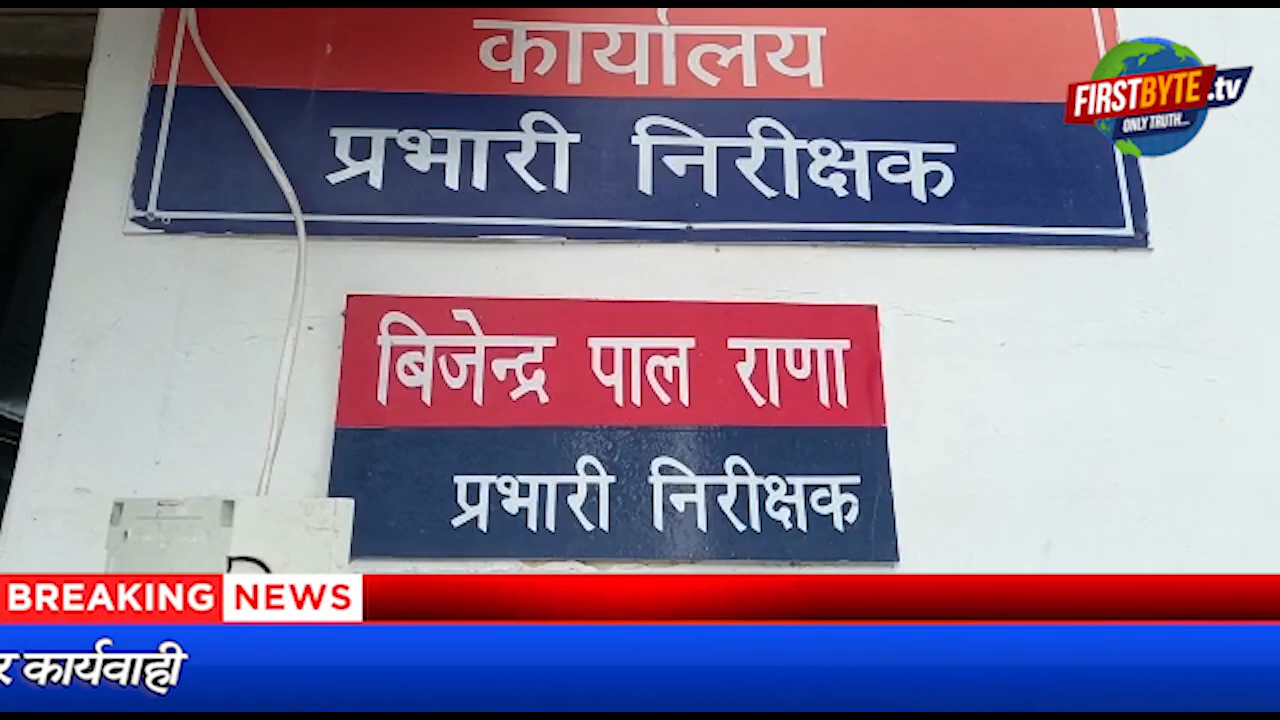 कार्यालय
प्रभारी निरीक्षक
FIRSTBYTE.tv
ONLY TRUTH...
बिजेन्द्र पाल राणा
प्रभारी निरीक्षक
BREAKING NEWS
र कार्यवाही